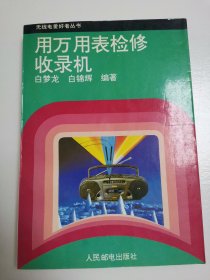 无线电爱好者丛书
用万用表检修
收录机
白梦龙 白锦辉 编著
人民邮电出版社